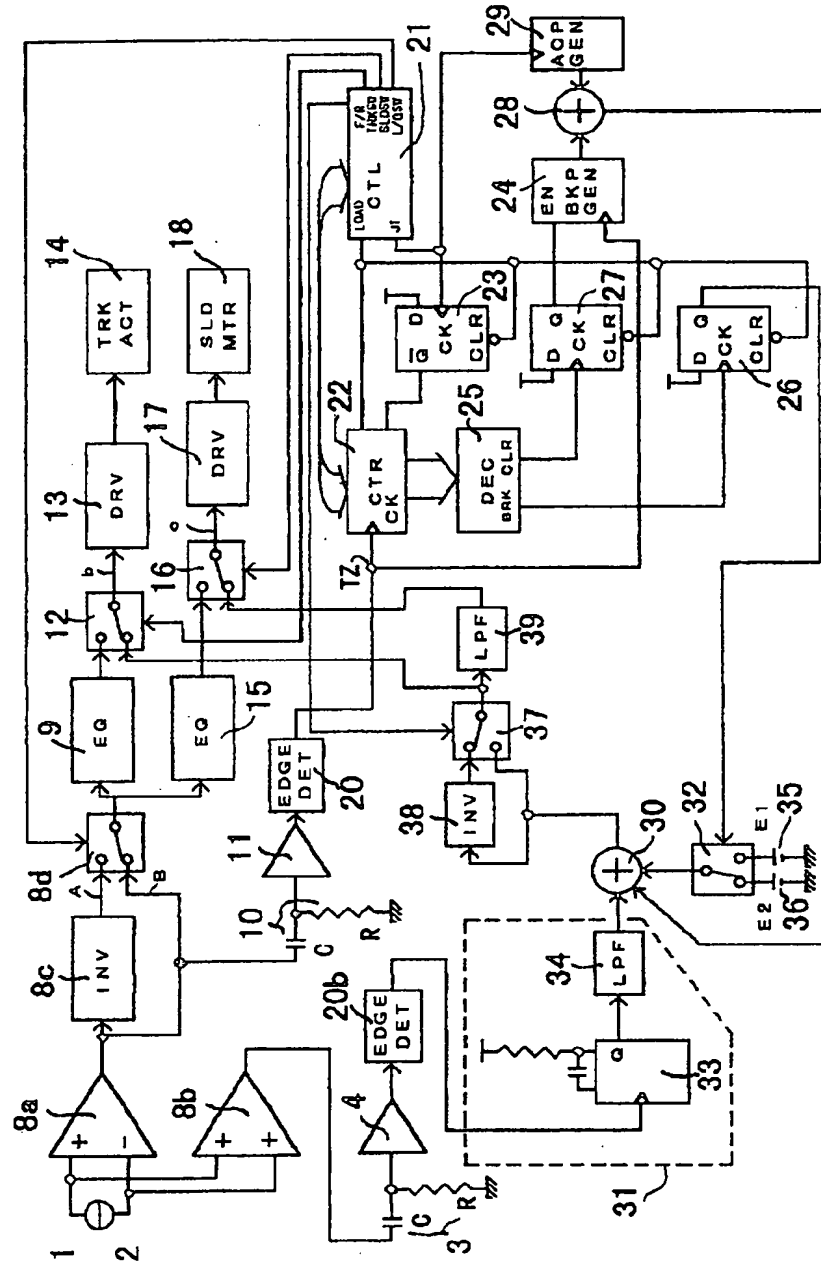 1
2
8a
+
-
8b
+
+
8c
INV
A
B
8d
9
EQ
15
EQ
12
b
13
DRV
14
TRK
ACT
16
c
17
DRV
18
SLD
MTR
10
C
R
11
20
EDGE
DET
TZ
3
C
R
4
20b
EDGE
DET
21
F/R
TRKSW
SLDSW
L/QSW
LOAD
CTL
J1
22
CTR
CK
23
D
Q
CK
CLR
25
DEC
BRK
CLR
27
D
Q
CK
CLR
26
D
Q
CK
CLR
24
EN
BKP
GEN
28
+
29
AOP
GEN
38
INV
37
39
LPF
30
+
32
E1
35
E2
36
31
33
Q
34
LPF